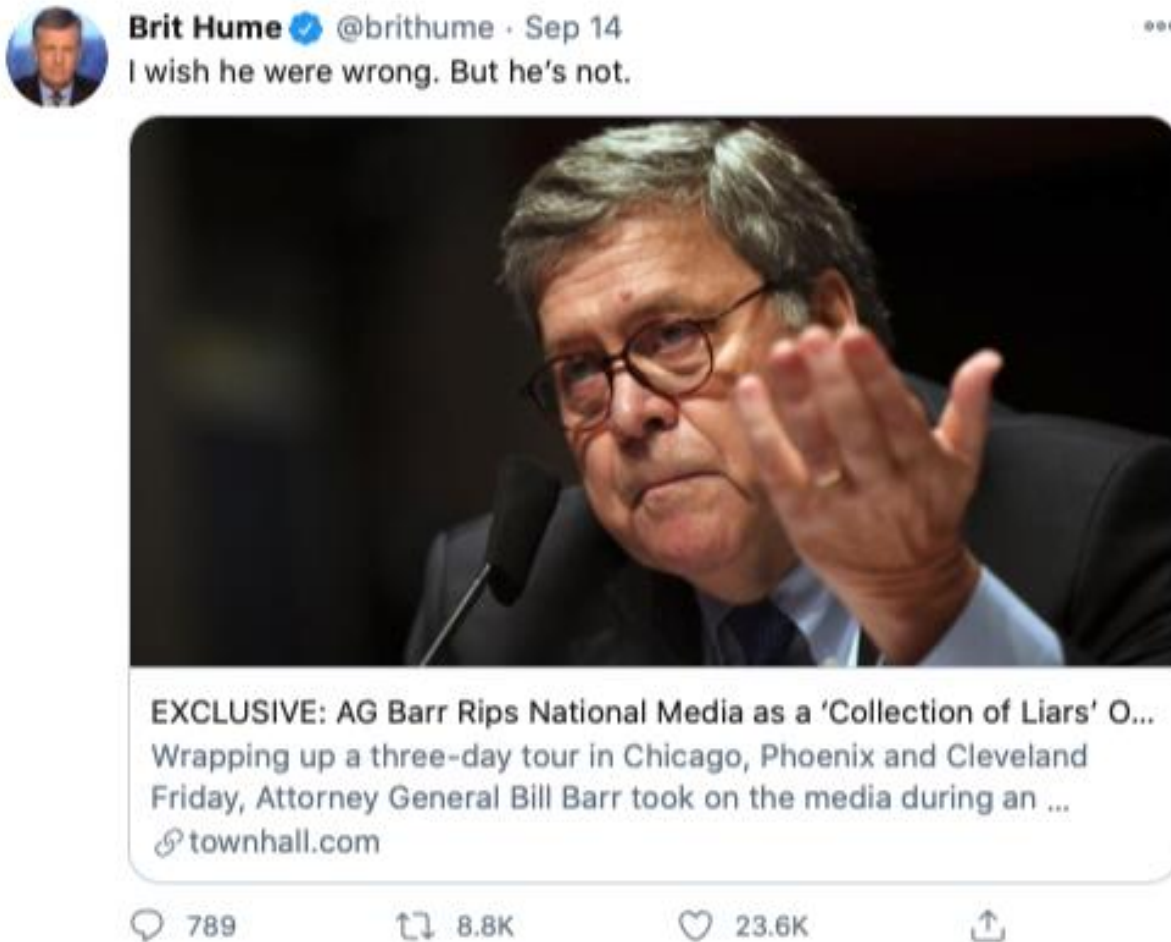 Brit Hume @brithume · Sep 14
I wish he were wrong. But he's not.
EXCLUSIVE: AG Barr Rips National Media as a 'Collection of Liars' O...
Wrapping up a three-day tour in Chicago, Phoenix and Cleveland
Friday, Attorney General Bill Barr took on the media during an ...
townhall.com
789 8.8K 23.6K